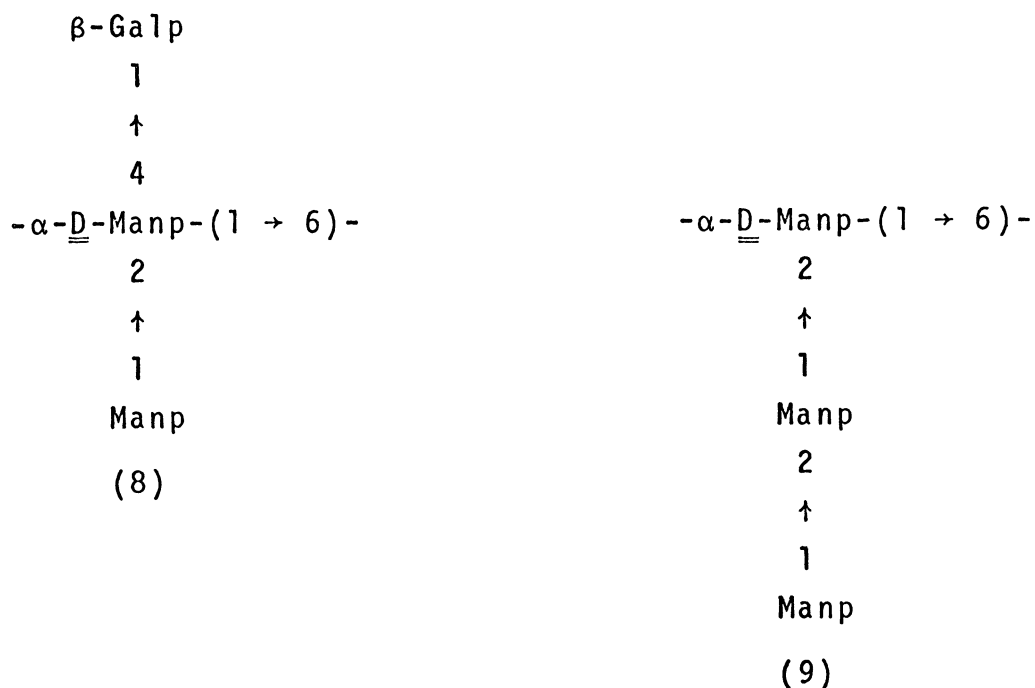 β-Galp
1
↑
4
-α-D-Manp-(1 → 6)-
2
↑
1
Manp
(8)
-α-D-Manp-(1 → 6)-
2
↑
1
Manp
2
↑
1
Manp
(9)